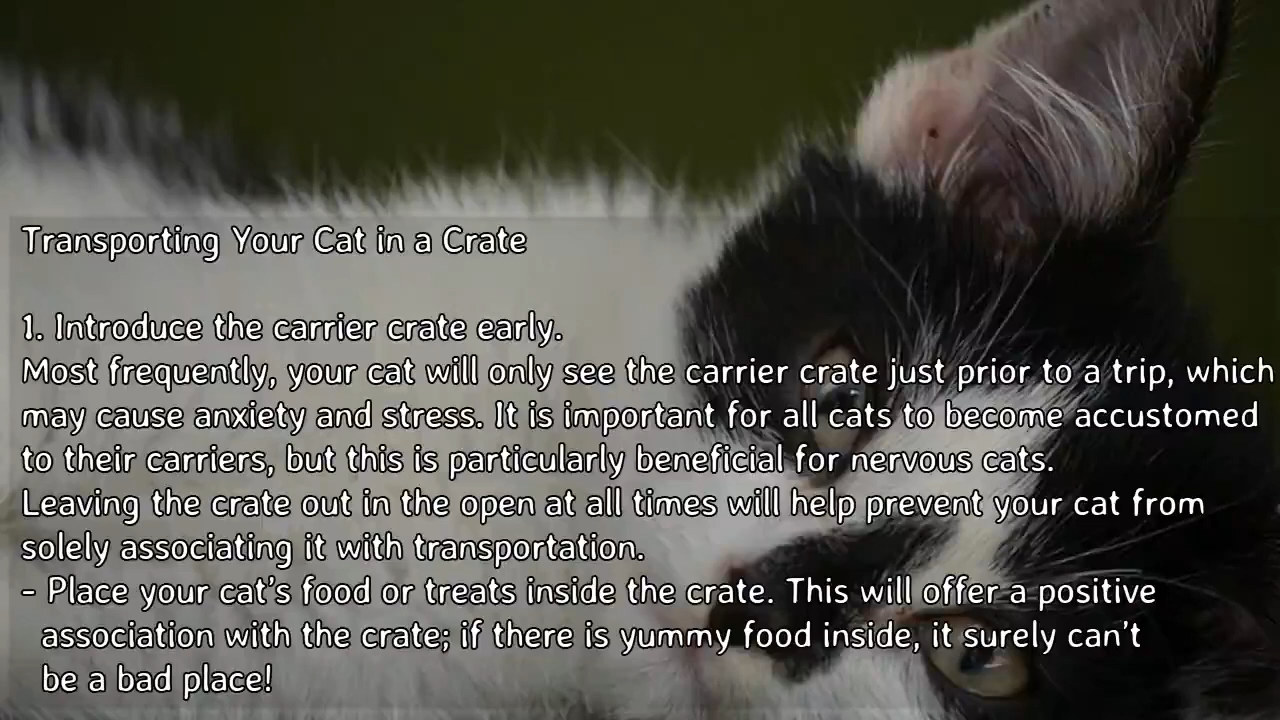 Transporting Your Cat in a Crate
1. Introduce the carrier crate early.
Most frequently, your cat will only see the carrier crate just prior to a trip, which
may cause anxiety and stress. It is important for all cats to become accustomed
to their carriers, but this is particularly beneficial for nervous cats.
Leaving the crate out in the open at all times will help prevent your cat from
solely associating it with transportation.
- Place your cat’s food or treats inside the crate. This will offer a positive
association with the crate; if there is yummy food inside, it surely can’t
be a bad place!